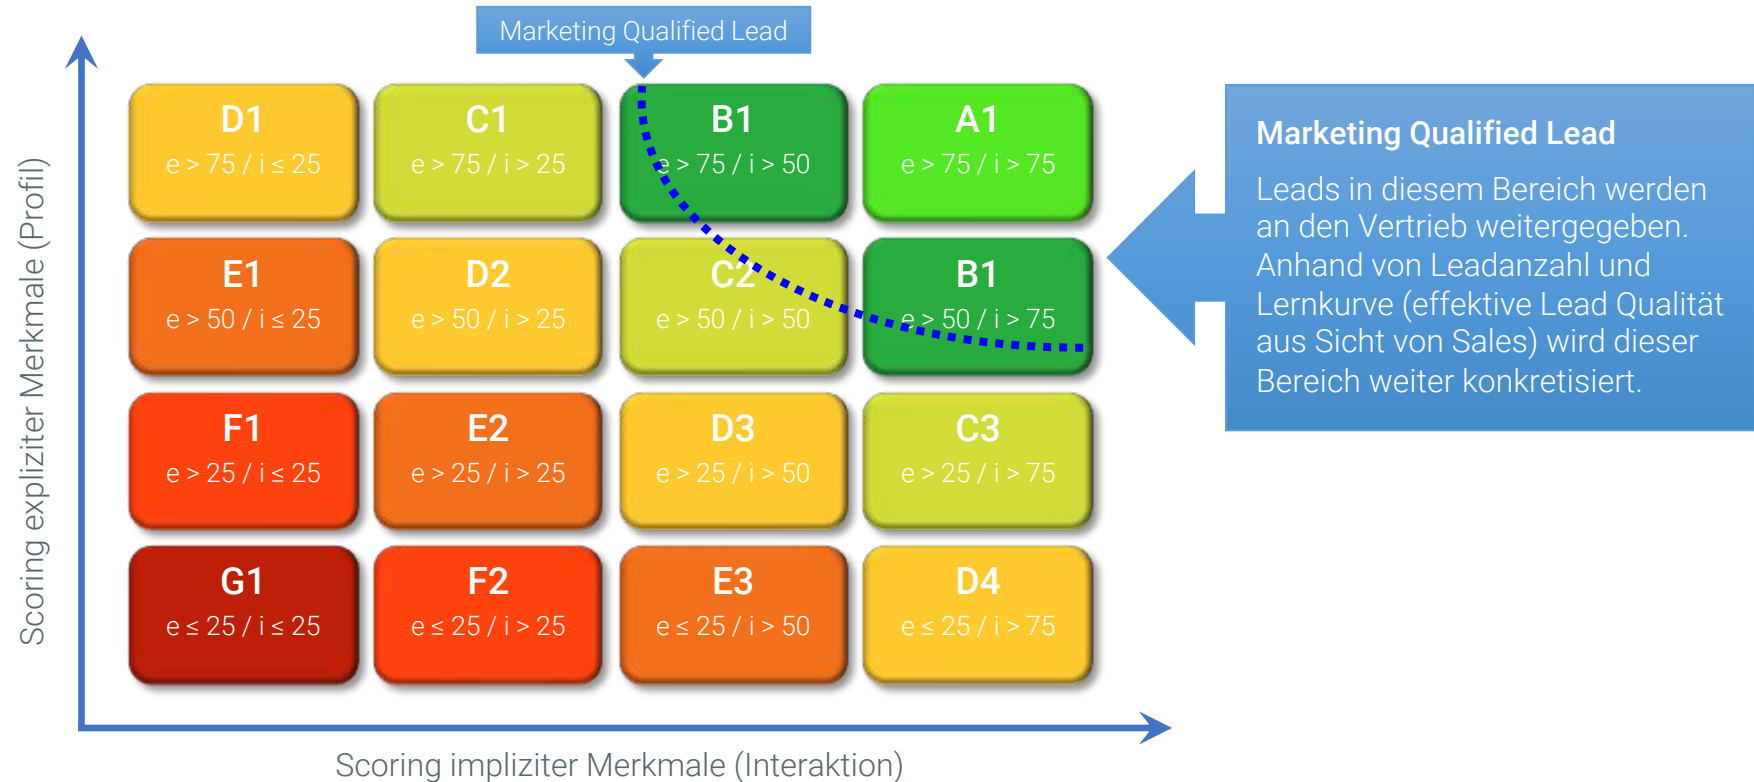 Marketing Qualified Lead
Scoring expliziter Merkmale (Profil)
D1
e > 75 / i ≤ 25
C1
e > 75 / i > 25
B1
e > 75 / i > 50
A1
e > 75 / i > 75
E1
e > 50 / i ≤ 25
D2
e > 50 / i > 25
C2
e > 50 / i > 50
B1
e > 50 / i > 75
F1
e > 25 / i ≤ 25
E2
e > 25 / i > 25
D3
e > 25 / i > 50
C3
e > 25 / i > 75
G1
e ≤ 25 / i ≤ 25
F2
e ≤ 25 / i > 25
E3
e ≤ 25 / i > 50
D4
e ≤ 25 / i > 75
Scoring impliziter Merkmale (Interaktion)
Marketing Qualified Lead
Leads in diesem Bereich werden
an den Vertrieb weitergegeben.
Anhand von Leadanzahl und
Lernkurve (effektive Lead Qualität
aus Sicht von Sales) wird dieser
Bereich weiter konkretisiert.